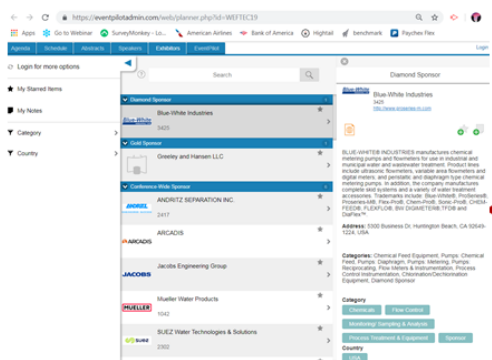 https://eventpilotadmin.com/web/planner.php?id=WEFTEC19
Apps
Go to Webinar
SurveyMonkey - Lo...
American Airlines
Bank of America
Hightail
benchmark
Paychex Flex
Agenda
Schedule
Abstracts
Speakers
Exhibitors
EventPilot
Login
Login for more options
My Starred Items
My Notes
Category
Country
Search
Diamond Sponsor
Blue-White Industries
3425
Gold Sponsor
Greeley and Hansen LLC
Conference-Wide Sponsor
ANDRITZ SEPARATION INC.
2417
ARCADIS
ARCADIS
JACOBS
Jacobs Engineering Group
MUELLER
Mueller Water Products
1042
SUEZ
SUEZ Water Technologies & Solutions
2302
Diamond Sponsor
Blue-White
Blue-White Industries
3425
BLUE-WHITE® INDUSTRIES manufactures chemical
metering pumps and flowmeters for use in industrial and
municipal water and wastewater treatment. Product lines
include ultrasonic flowmeters, variable area flowmeters and
digital meters; and peristaltic and diaphragm type chemical
metering pumps. In addition, the company manufactures
complete skid systems and a variety of water treatment
accessories. Trademarks include: Blue-White®, ProSeries®,
Proseries-M®, Flex-Pro®, Chem-Pro®, Sonic-Pro®, CHEM-
FEED®, FLEXFLO®, BW DIGIMETER®,TFD® and
DiaFlex™.
Address: 5300 Business Dr, Huntington Beach, CA 92649-
1224, USA
Categories: Chemical Feed Equipment, Pumps: Chemical
Feed, Pumps: Diaphragm, Pumps: Metering, Pumps:
Reciprocating, Flow Meters & Instrumentation, Process
Control Instrumentation, Chlorination/Dechlorination
Equipment, Diamond Sponsor
Category
Chemicals
Flow Control
Monitoring/ Sampling & Analysis
Process Treatment & Equipment
Sponsor
Country
USA